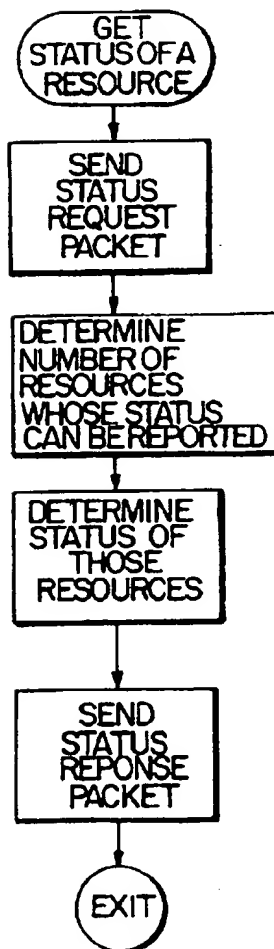 GET
STATUS OF A
RESOURCE
SEND
STATUS
REQUEST
PACKET
DETERMINE
NUMBER OF
RESOURCES
WHOSE STATUS
CAN BE REPORTED
DETERMINE
STATUS OF
THOSE
RESOURCES
SEND
STATUS
REPONSE
PACKET
EXIT